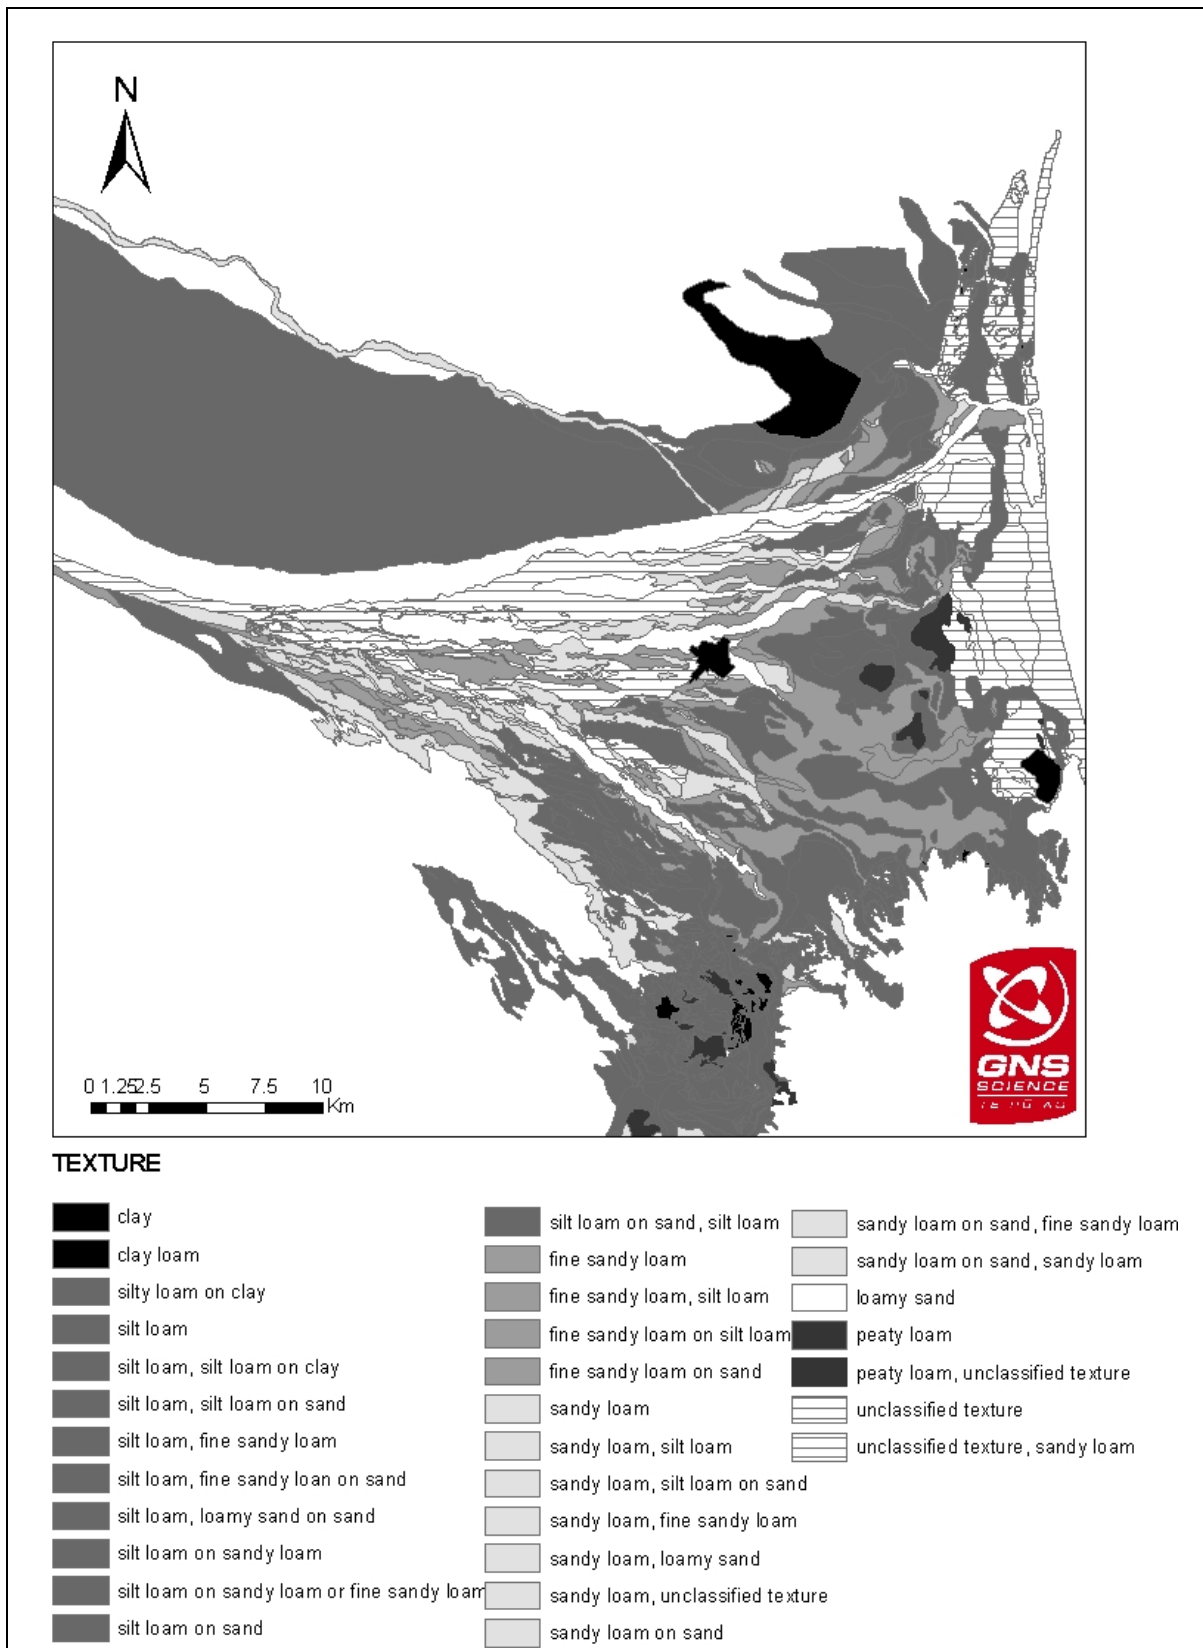 N
0 1.25 2.5 5 7.5 10
Km
GNS
SCIENCE
TE PŪ AO
TEXTURE
clay
clay loam
silty loam on clay
silt loam
silt loam, silt loam on clay
silt loam, silt loam on sand
silt loam, fine sandy loam
silt loam, fine sandy loan on sand
silt loam, loamy sand on sand
silt loam on sandy loam
silt loam on sandy loam or fine sandy loam
silt loam on sand
silt loam on sand, silt loam
fine sandy loam
fine sandy loam, silt loam
fine sandy loam on silt loam
fine sandy loam on sand
sandy loam
sandy loam, silt loam
sandy loam, silt loam on sand
sandy loam, fine sandy loam
sandy loam, loamy sand
sandy loam, unclassified texture
sandy loam on sand
sandy loam on sand, fine sandy loam
sandy loam on sand, sandy loam
loamy sand
peaty loam
peaty loam, unclassified texture
unclassified texture
unclassified texture, sandy loam